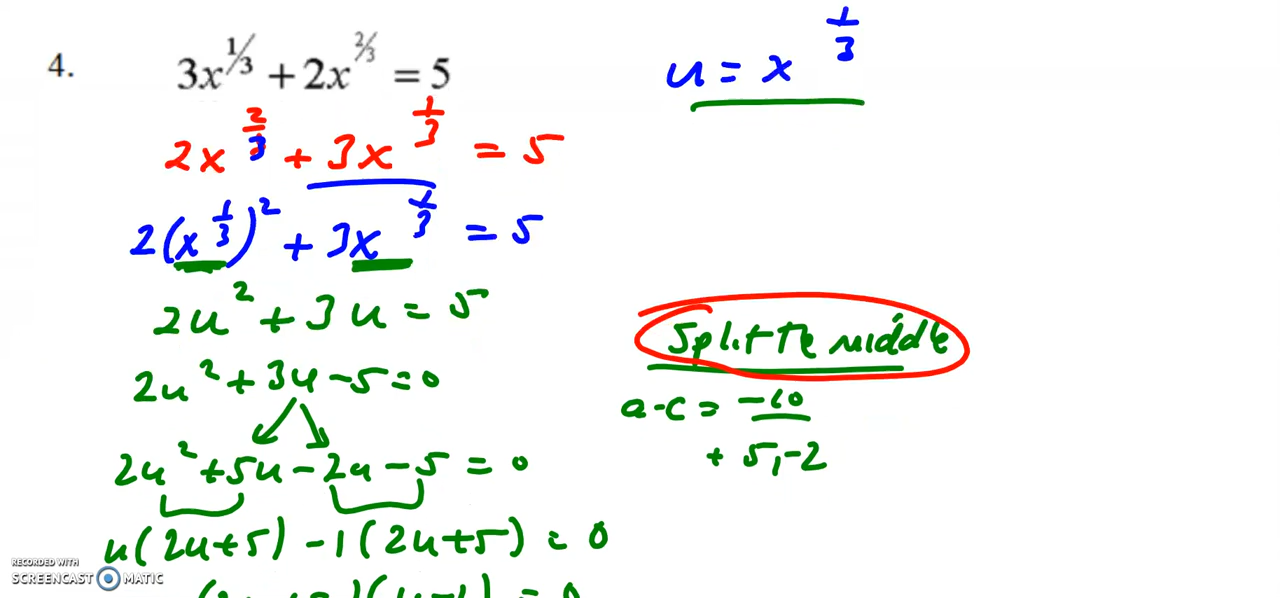 4. 3x^{1/3} + 2x^{2/3} = 5
u = x^{1/3}
2x^{2/3} + 3x^{1/3} = 5
2(x^{1/3})^2 + 3x^{1/3} = 5
2u^2 + 3u = 5
Split the middle
2u^2 + 3u - 5 = 0
a-c = -10
+ 5, -2
2u^2 + 5u - 2u - 5 = 0
u(2u+5) - 1(2u+5) = 0
RECORDED WITH
SCREENCAST MATIC